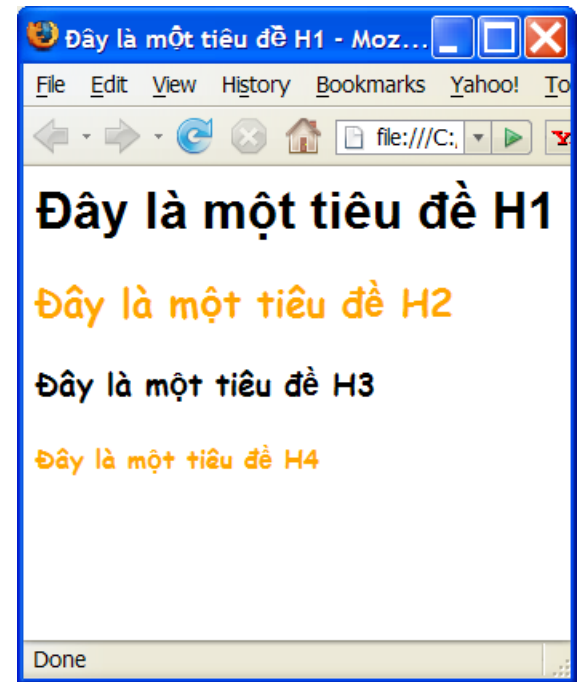 Đây là một tiêu đề H1 - Moz...
File Edit View History Bookmarks Yahoo! To
file:///C:,
Đây là một tiêu đề H1
Đây là một tiêu đề H2
Đây là một tiêu đề H3
Đây là một tiêu đề H4
Done